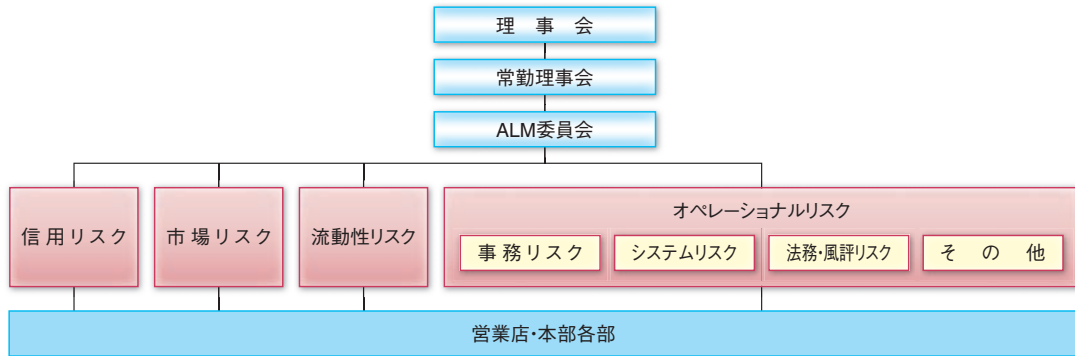 理事会
常勤理事会
ALM委員会
信用リスク
市場リスク
流動性リスク
オペレーショナルリスク
事務リスク
システムリスク
法務・風評リスク
その他
営業店・本部各部